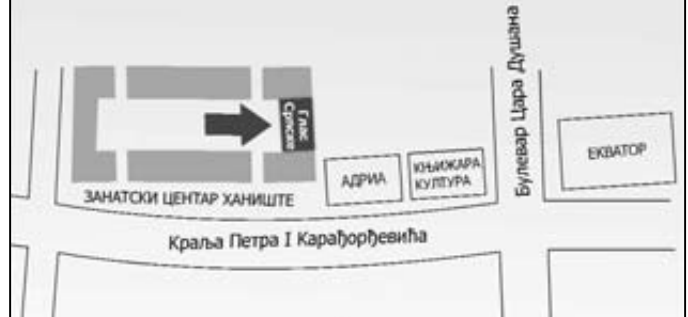 Булевар Цара Душана
Глас
Српске
ЕКВАТОР
АДРИА
КЊИЖАРА
КУЛТУРА
ЗАНАТСКИ ЦЕНТАР ХАНИШТЕ
Краља Петра I Карађорђевића